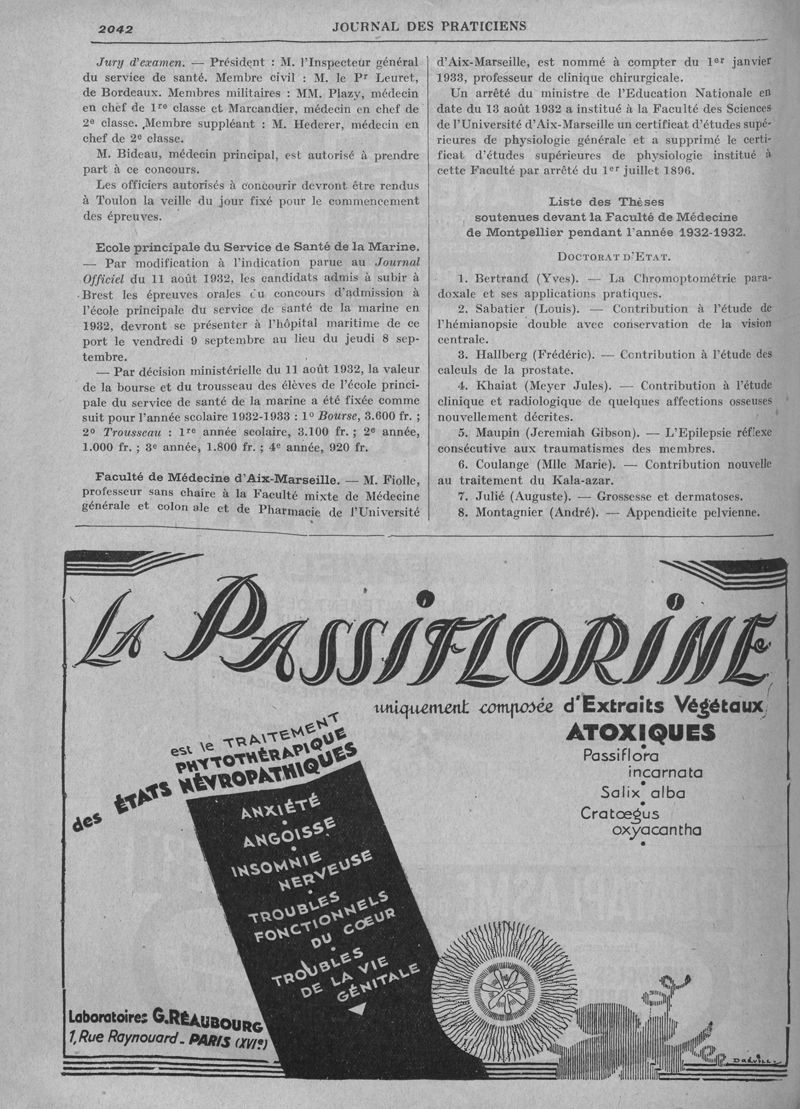 2042
JOURNAL DES PRATICIENS
Jury d'examen. — Président : M. l'Inspecteur général
du service de santé. Membre civil : M. le Pr Leuret,
de Bordeaux. Membres militaires : MM. Plazy, médecin
en chef de 1re classe et Marcandier, médecin en chef de
2e classe. Membre suppléant : M. Hederer, médecin en
chef de 2e classe.
M. Bideau, médecin principal, est autorisé à prendre
part à ce concours.
Les officiers autorisés à concourir devront être rendus
à Toulon la veille du jour fixé pour le commencement
des épreuves.
Ecole principale du Service de Santé de la Marine.
— Par modification à l'indication parue au Journal
Officiel du 11 août 1932, les candidats admis à subir à
Brest les épreuves orales du concours d'admission à
l'école principale du service de santé de la marine en
1932, devront se présenter à l'hôpital maritime de ce
port le vendredi 9 septembre au lieu du jeudi 8 sep-
tembre.
— Par décision ministérielle du 11 août 1932, la valeur
de la bourse et du trousseau des élèves de l'école princi-
pale du service de santé de la marine a été fixée comme
suit pour l'année scolaire 1932-1933 : 1o Bourse, 3.600 fr. ;
2o Trousseau : 1re année scolaire, 3.100 fr. ; 2e année,
1.000 fr. ; 3e année, 1.800 fr. ; 4e année, 920 fr.
Faculté de Médecine d'Aix-Marseille. — M. Fiolle,
professeur sans chaire à la Faculté mixte de Médecine
générale et colon ale et de Pharmacie de l'Université
d'Aix-Marseille, est nommé à compter du 1er janvier
1933, professeur de clinique chirurgicale.
Un arrêté du ministre de l'Education Nationale en
date du 13 août 1932 a institué à la Faculté des Sciences
de l'Université d'Aix-Marseille un certificat d'études supé-
rieures de physiologie générale et a supprimé le certi-
ficat d'études supérieures de physiologie institué à
cette Faculté par arrêté du 1er juillet 1896.
Liste des Thèses
soutenues devant la Faculté de Médecine
de Montpellier pendant l'année 1932-1932.
DOCTORAT D'ETAT.
1. Bertrand (Yves). — La Chromoptométrie para-
doxale et ses applications pratiques.
2. Sabatier (Louis). — Contribution à l'étude de
l'hémianopsie double avec conservation de la vision
centrale.
3. Hallberg (Frédéric). — Contribution à l'étude des
calculs de la prostate.
4. Khaiat (Meyer Jules). — Contribution à l'étude
clinique et radiologique de quelques affections osseuses
nouvellement décrites.
5. Maupin (Jeremiah Gibson). — L'Epilepsie réflexe
consécutive aux traumatismes des membres.
6. Coulange (Mlle Marie). — Contribution nouvelle
au traitement du Kala-azar.
7. Julié (Auguste). — Grossesse et dermatoses.
8. Montagnier (André). — Appendicite pelvienne.
LA PASSIFLORINE
uniquement composée d'Extraits Végétaux
ATOXIQUES
Passiflora
incarnata
Salix alba
Cratœgus
oxyacantha
est le TRAITEMENT
PHYTOTHÉRAPIQUE
des ÉTATS NÉVROPATHIQUES
ANXIÉTÉ
ANGOISSE
INSOMNIE
NERVEUSE
TROUBLES
FONCTIONNELS
DU CŒUR
TROUBLES
DE LA VIE
GÉNITALE
Laboratoires G.RÉAUBOURG
1, Rue Raynouard_ PARIS (XVIe)